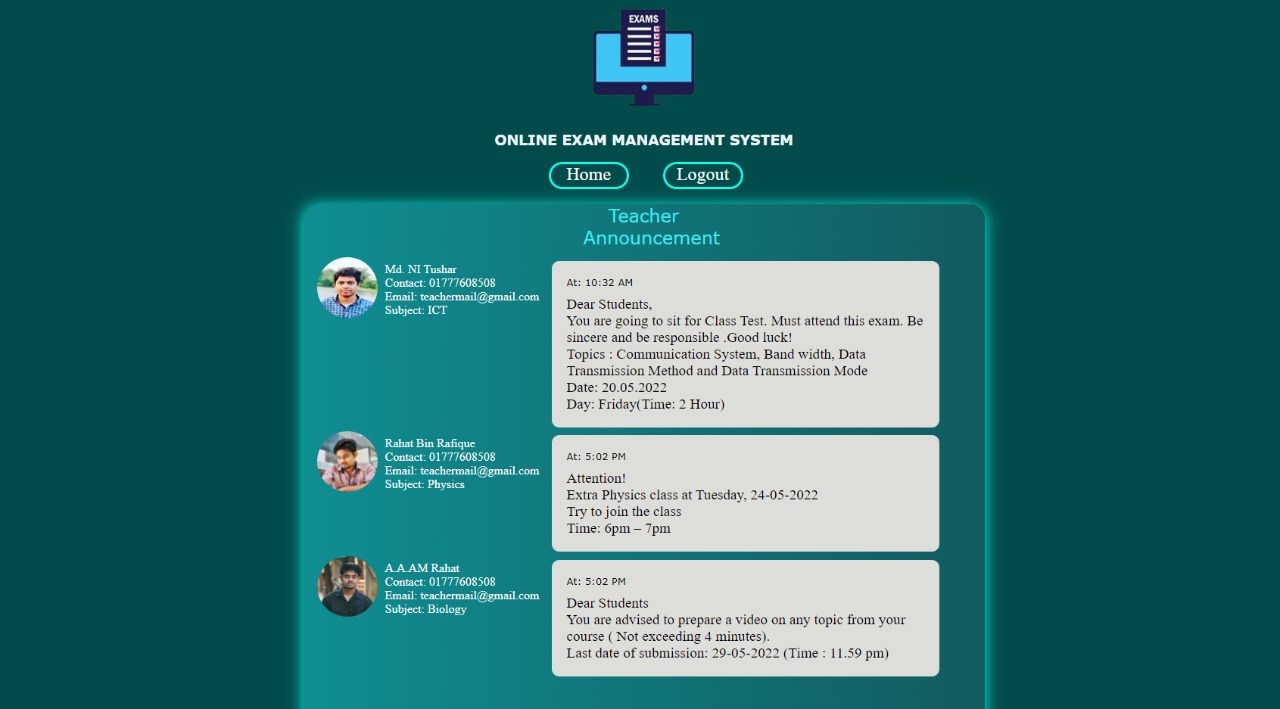 EXAMS
ONLINE EXAM MANAGEMENT SYSTEM
Home
Logout
Teacher
Announcement
Md. NI Tushar
Contact: 01777608508
Email: teachermail@gmail.com
Subject: ICT
At: 10:32 AM
Dear Students,
You are going to sit for Class Test. Must attend this exam. Be
sincere and be responsible .Good luck!
Topics : Communication System, Band width, Data
Transmission Method and Data Transmission Mode
Date: 20.05.2022
Day: Friday(Time: 2 Hour)
Rahat Bin Rafique
Contact: 01777608508
Email: teachermail@gmail.com
Subject: Physics
At: 5:02 PM
Attention!
Extra Physics class at Tuesday, 24-05-2022
Try to join the class
Time: 6pm – 7pm
A.A.AM Rahat
Contact: 01777608508
Email: teachermail@gmail.com
Subject: Biology
At: 5:02 PM
Dear Students
You are advised to prepare a video on any topic from your
course ( Not exceeding 4 minutes).
Last date of submission: 29-05-2022 (Time : 11.59 pm)